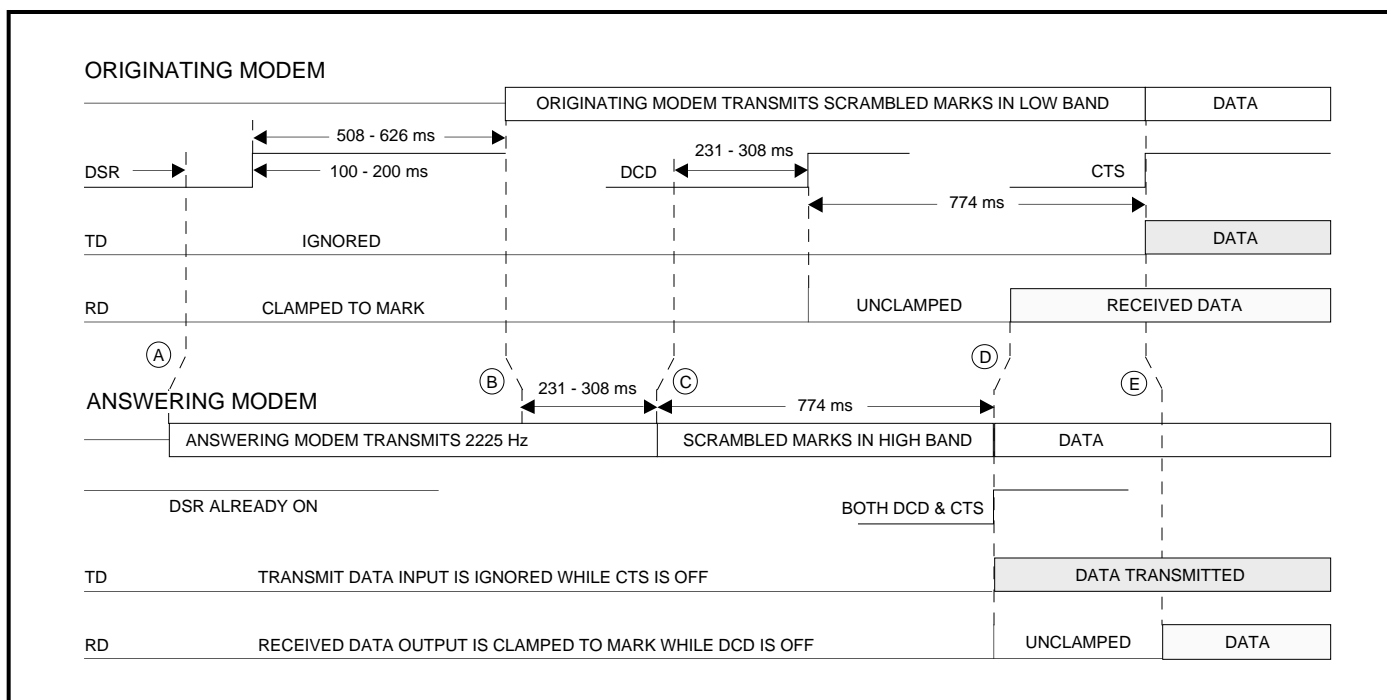 ORIGINATING MODEM
ORIGINATING MODEM TRANSMITS SCRAMBLED MARKS IN LOW BAND
DATA
508 - 626 ms
231 - 308 ms
DSR
100 - 200 ms
DCD
CTS
774 ms
TD
IGNORED
DATA
RD
CLAMPED TO MARK
UNCLAMPED
RECEIVED DATA
A
B
C
D
E
231 - 308 ms
774 ms
ANSWERING MODEM
ANSWERING MODEM TRANSMITS 2225 Hz
SCRAMBLED MARKS IN HIGH BAND
DATA
DSR ALREADY ON
BOTH DCD & CTS
TD
TRANSMIT DATA INPUT IS IGNORED WHILE CTS IS OFF
DATA TRANSMITTED
RD
RECEIVED DATA OUTPUT IS CLAMPED TO MARK WHILE DCD IS OFF
UNCLAMPED
DATA